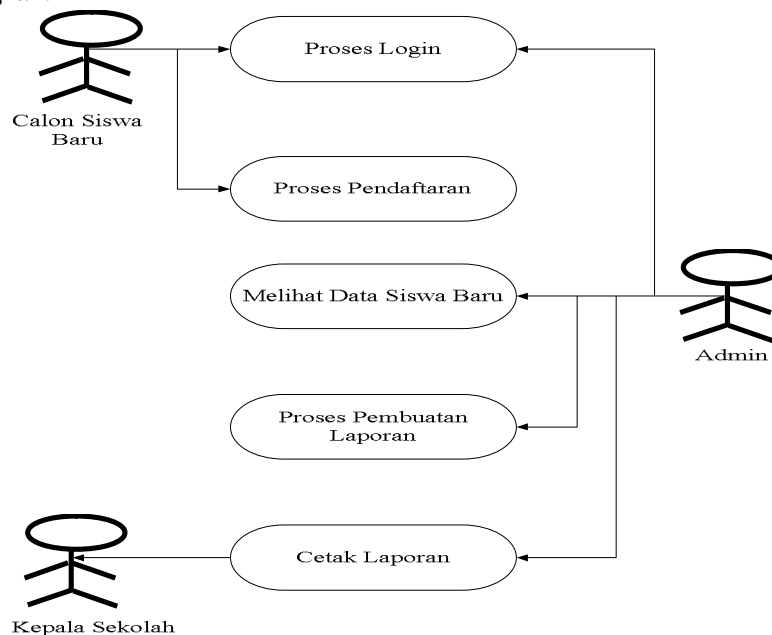 Proses Login
Calon Siswa
Baru
Proses Pendaftaran
Melihat Data Siswa Baru
Admin
Proses Pembuatan
Laporan
Cetak Laporan
Kepala Sekolah